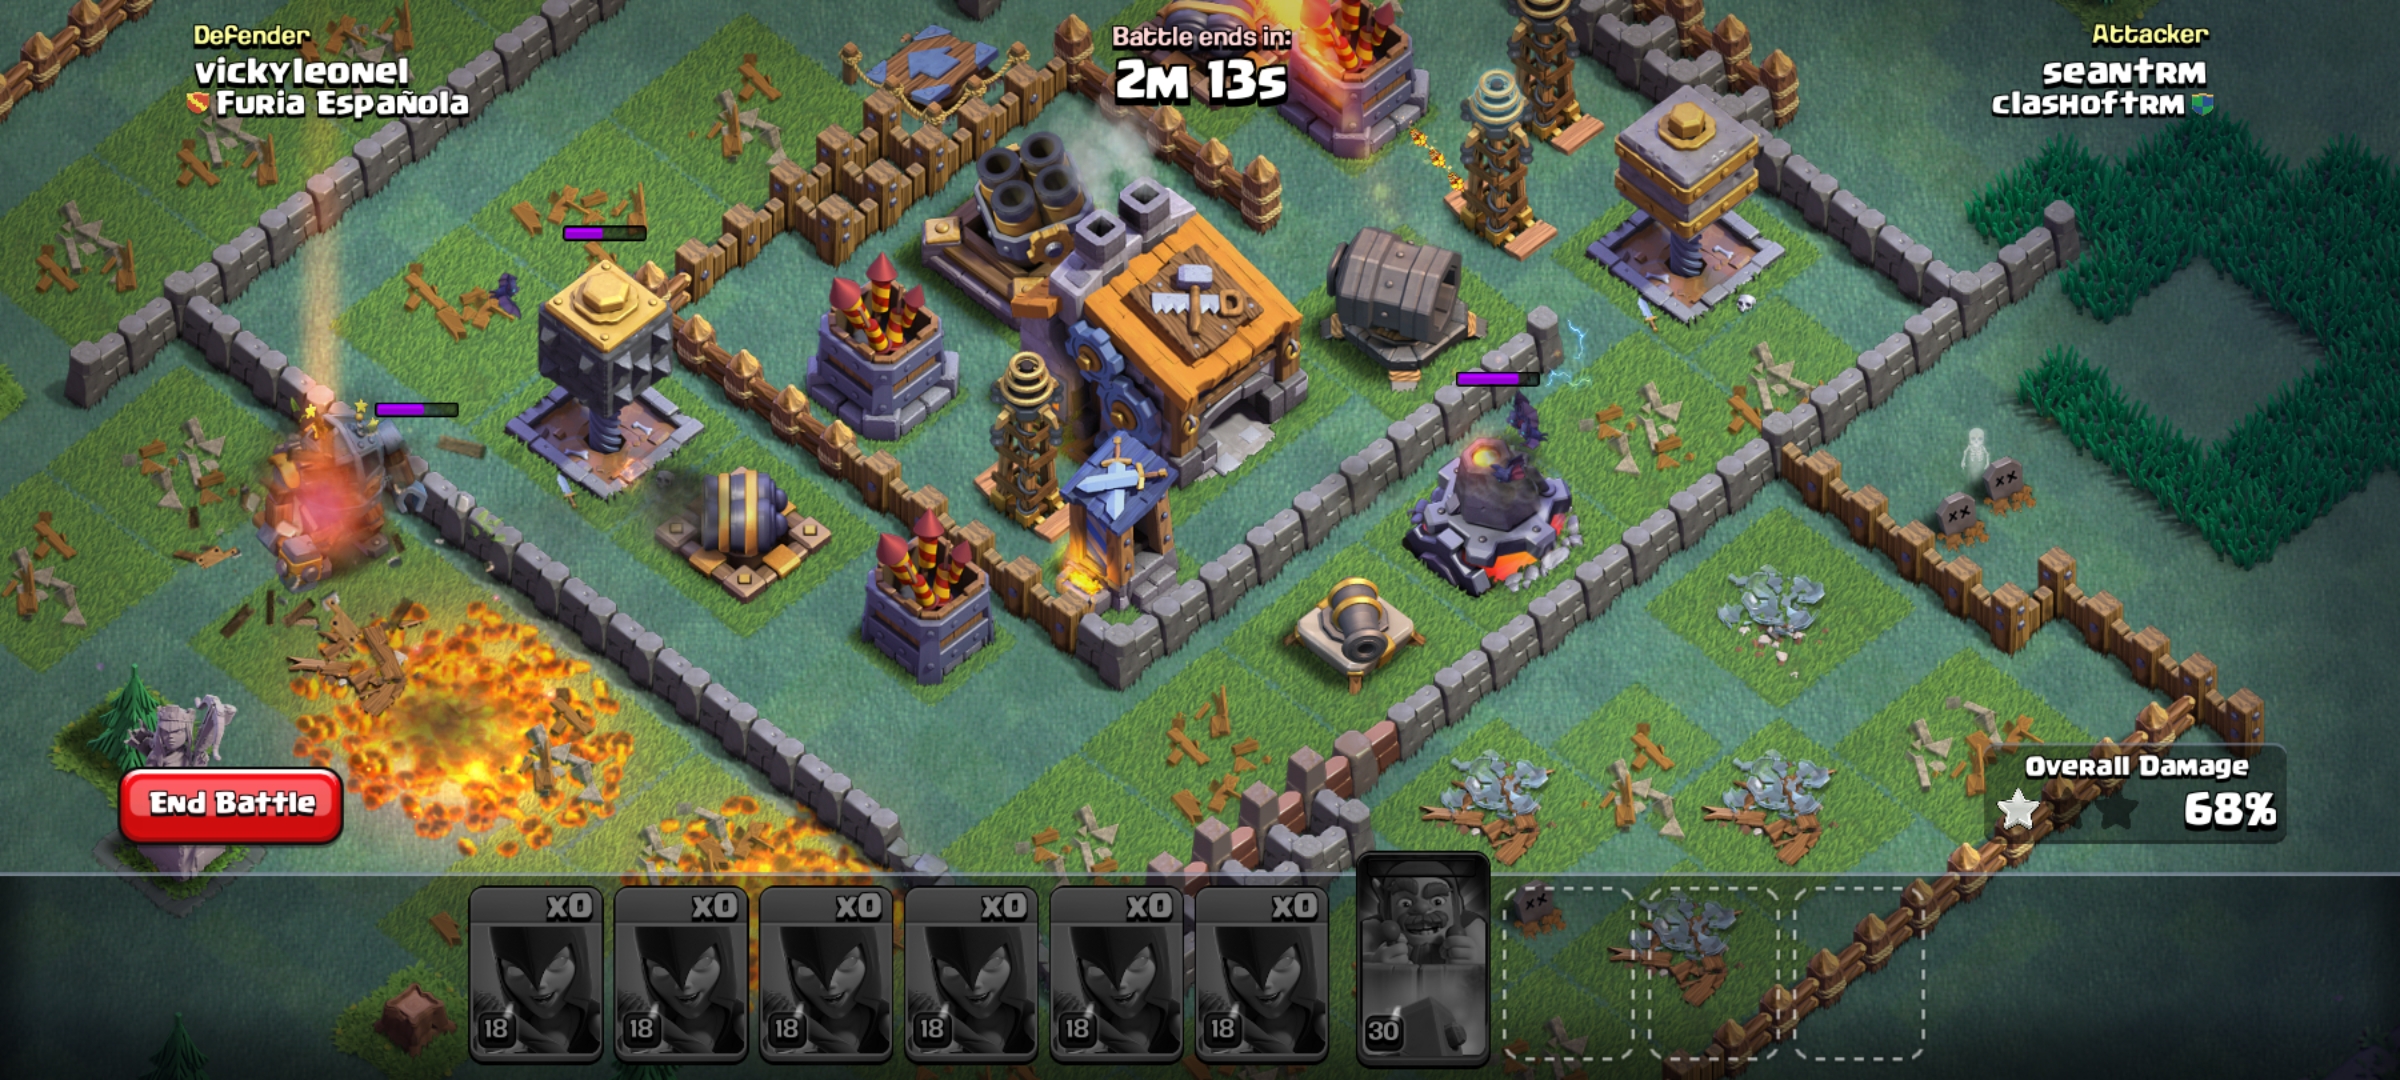 Defender
vickyleonel
Furia Española
Battle ends in:
2M 13s
Attacker
seantRM
clashoftRM
End Battle
Overall Damage
68%
x0
x0
x0
x0
x0
x0
18
18
18
18
18
18
30